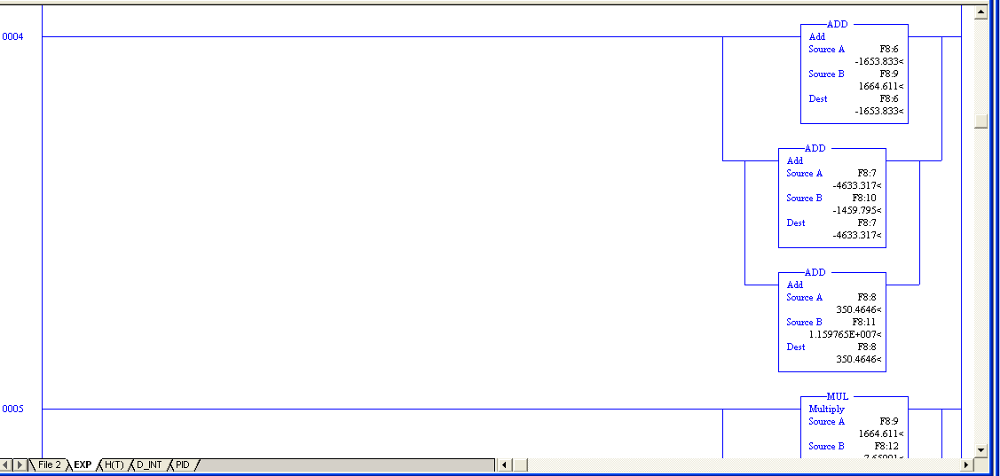 0004
ADD
Add
Source A F8:6
-1653.833<
Source B F8:9
1664.611<
Dest F8:6
-1653.833<
ADD
Add
Source A F8:7
-4633.317<
Source B F8:10
-1459.795<
Dest F8:7
-4633.317<
ADD
Add
Source A F8:8
350.4646<
Source B F8:11
1.159765E+007<
Dest F8:8
350.4646<
0005
MUL
Multiply
Source A F8:9
1664.611<
Source B F8:12
File 2 EXP H(T) D_INT PID